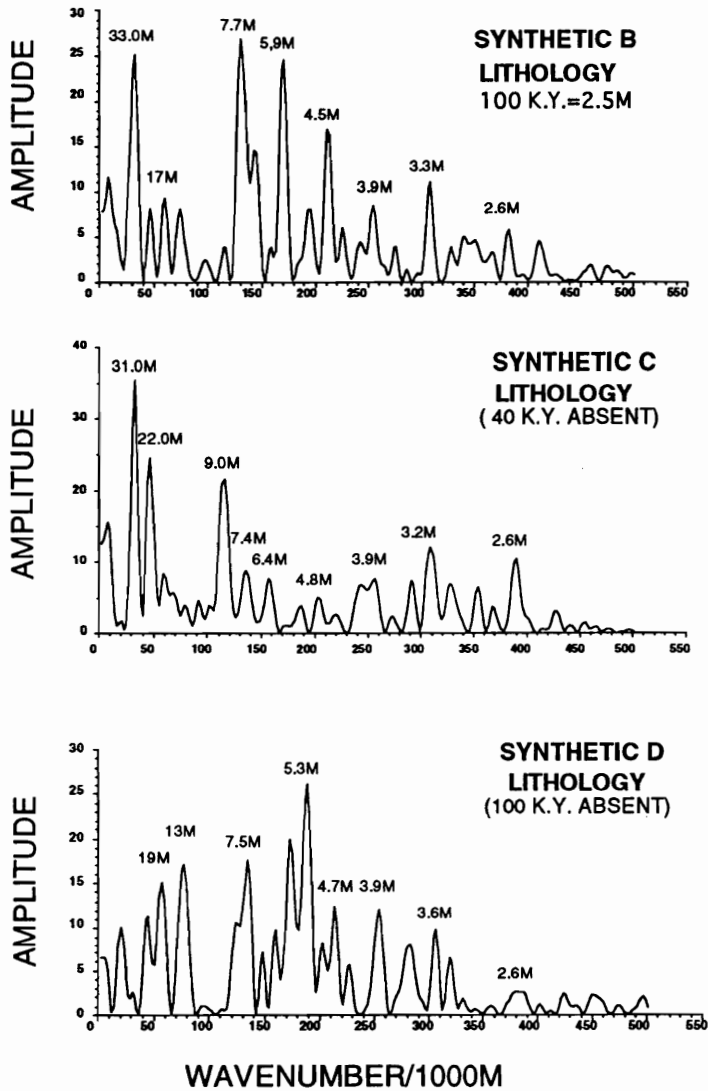 30
25
20
15
10
5
0
AMPLITUDE
33.0M
17M
7.7M
5,9M
4.5M
3.9M
3.3M
2.6M
SYNTHETIC B
LITHOLOGY
100 K.Y.=2.5M
0 50 100 150 200 250 300 350 400 450 500 550
40
30
20
10
0
AMPLITUDE
31.0M
22.0M
9.0M
7.4M
6.4M
4.8M
3.9M
3.2M
2.6M
SYNTHETIC C
LITHOLOGY
( 40 K.Y. ABSENT)
0 50 100 150 200 250 300 350 400 450 500 550
30
25
20
15
10
5
0
AMPLITUDE
19M
13M
7.5M
5.3M
4.7M
3.9M
3.6M
2.6M
SYNTHETIC D
LITHOLOGY
(100 K.Y. ABSENT)
0 50 100 150 200 250 300 350 400 450 500 550
WAVENUMBER/1000M